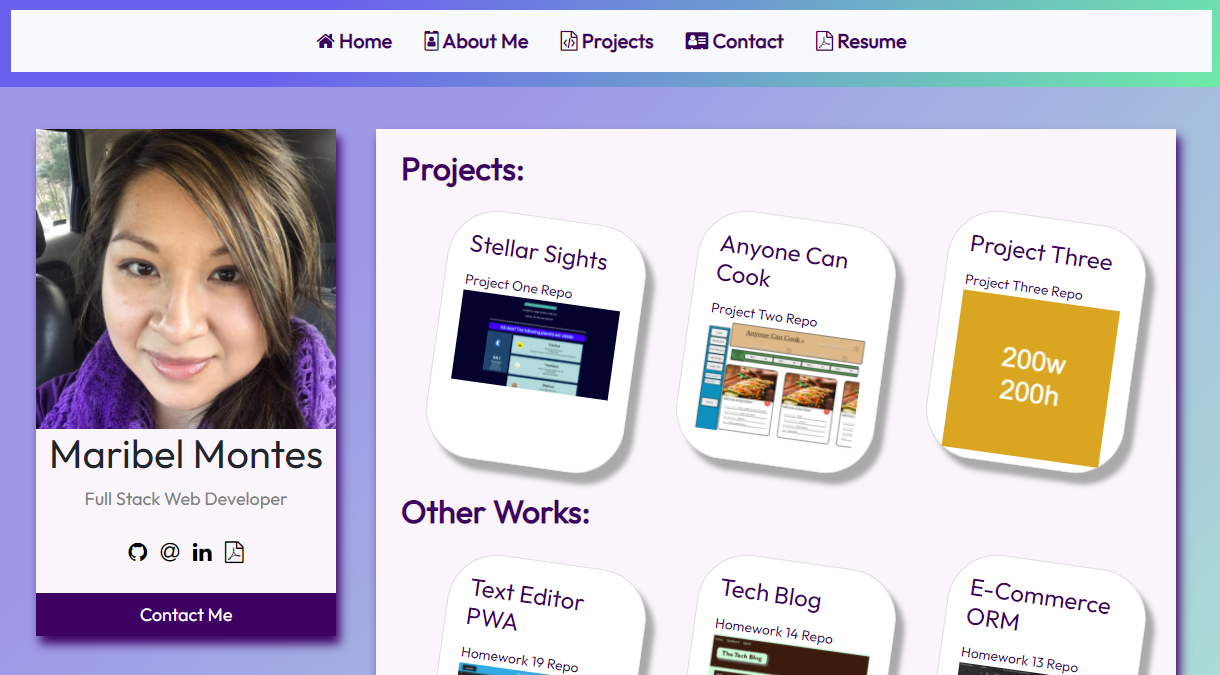 Home About Me Projects Contact Resume
Maribel Montes
Full Stack Web Developer
@ in
Contact Me
Projects:
Stellar Sights
Project One Repo
Anyone Can
Cook
Project Two Repo
Anyone Can Cook
Project Three
Project Three Repo
200w
200h
Other Works:
Text Editor
PWA
Homework 19 Repo
Tech Blog
Homework 14 Repo
The Tech Blog
E-Commerce
ORM
Homework 13 Repo